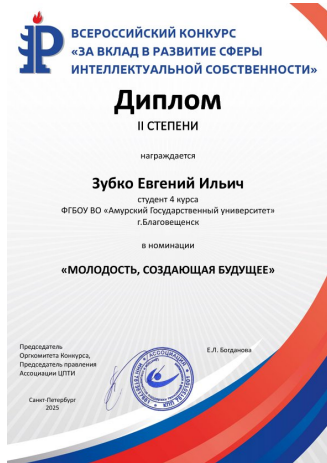 ВСЕРОССИЙСКИЙ КОНКУРС
«ЗА ВКЛАД В РАЗВИТИЕ СФЕРЫ
ИНТЕЛЛЕКТУАЛЬНОЙ СОБСТВЕННОСТИ»
Диплом
II СТЕПЕНИ
награждается
Зубко Евгений Ильич
студент 4 курса
ФГБОУ ВО «Амурский Государственный университет»
г.Благовещенск
в номинации
«МОЛОДОСТЬ, СОЗДАЮЩАЯ БУДУЩЕЕ»
Председатель
Оргкомитета Конкурса,
Председатель правления
Ассоциации ЦПТИ
Е.Л. Богданова
Санкт-Петербург
2025